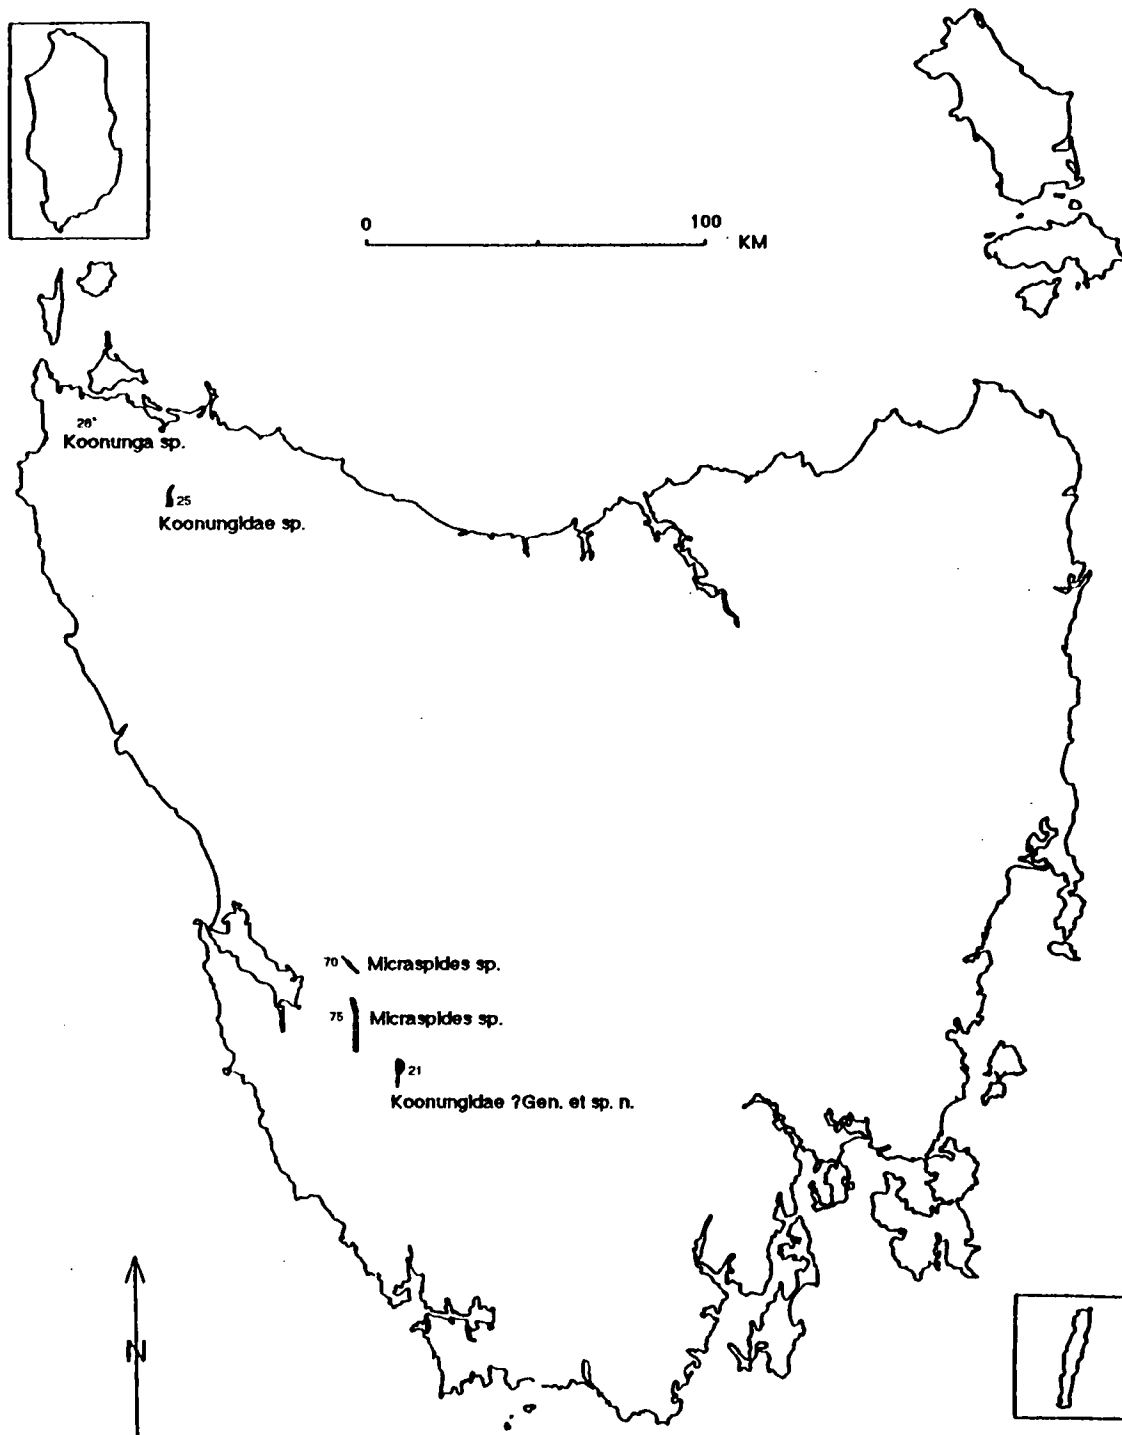 0 100
KM
28*
Koonunga sp.
25
Koonungidae sp.
70 Micraspides sp.
75 Micraspides sp.
21
Koonungidae ?Gen. et sp. n.
N